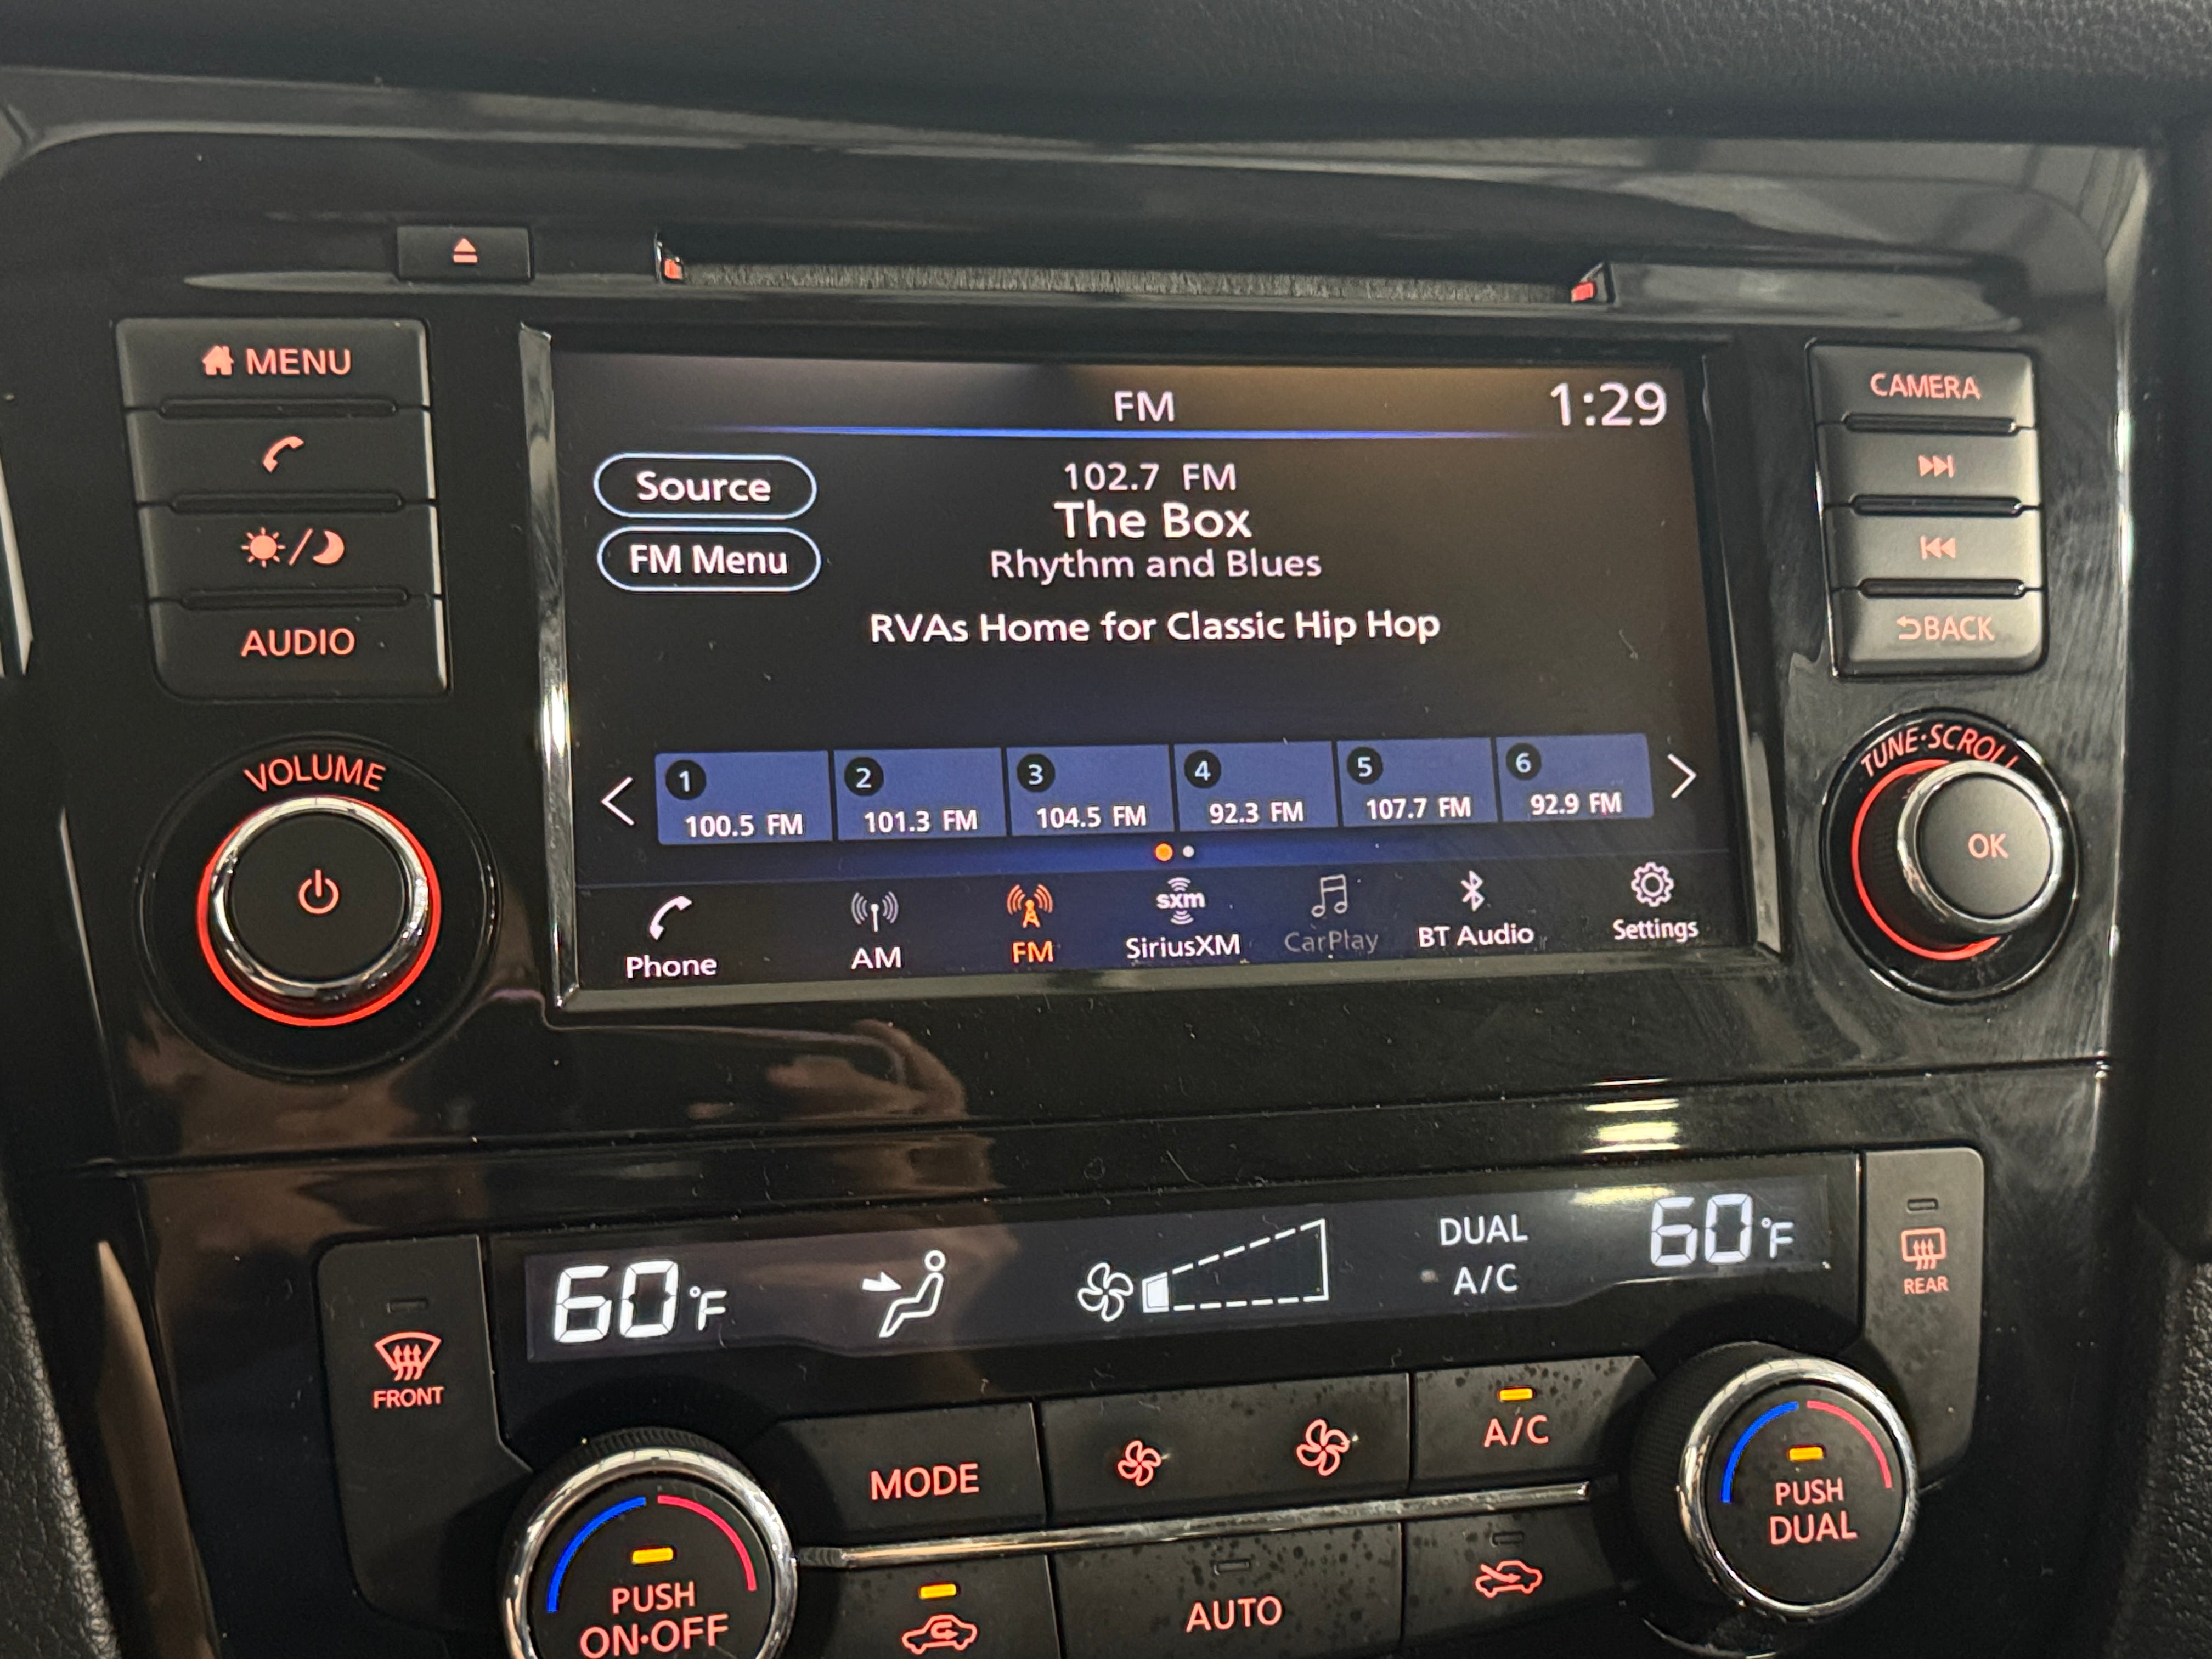 MENU
AUDIO
VOLUME
FM
1:29
Source
FM Menu
102.7 FM
The Box
Rhythm and Blues
RVAs Home for Classic Hip Hop
1
100.5 FM
2
101.3 FM
3
104.5 FM
4
92.3 FM
5
107.7 FM
6
92.9 FM
Phone
AM
FM
sxm
SiriusXM
CarPlay
BT Audio
Settings
CAMERA
BACK
TUNE·SCROLL
OK
FRONT
60°F
DUAL
A/C
60°F
REAR
MODE
A/C
PUSH
ON·OFF
AUTO
PUSH
DUAL